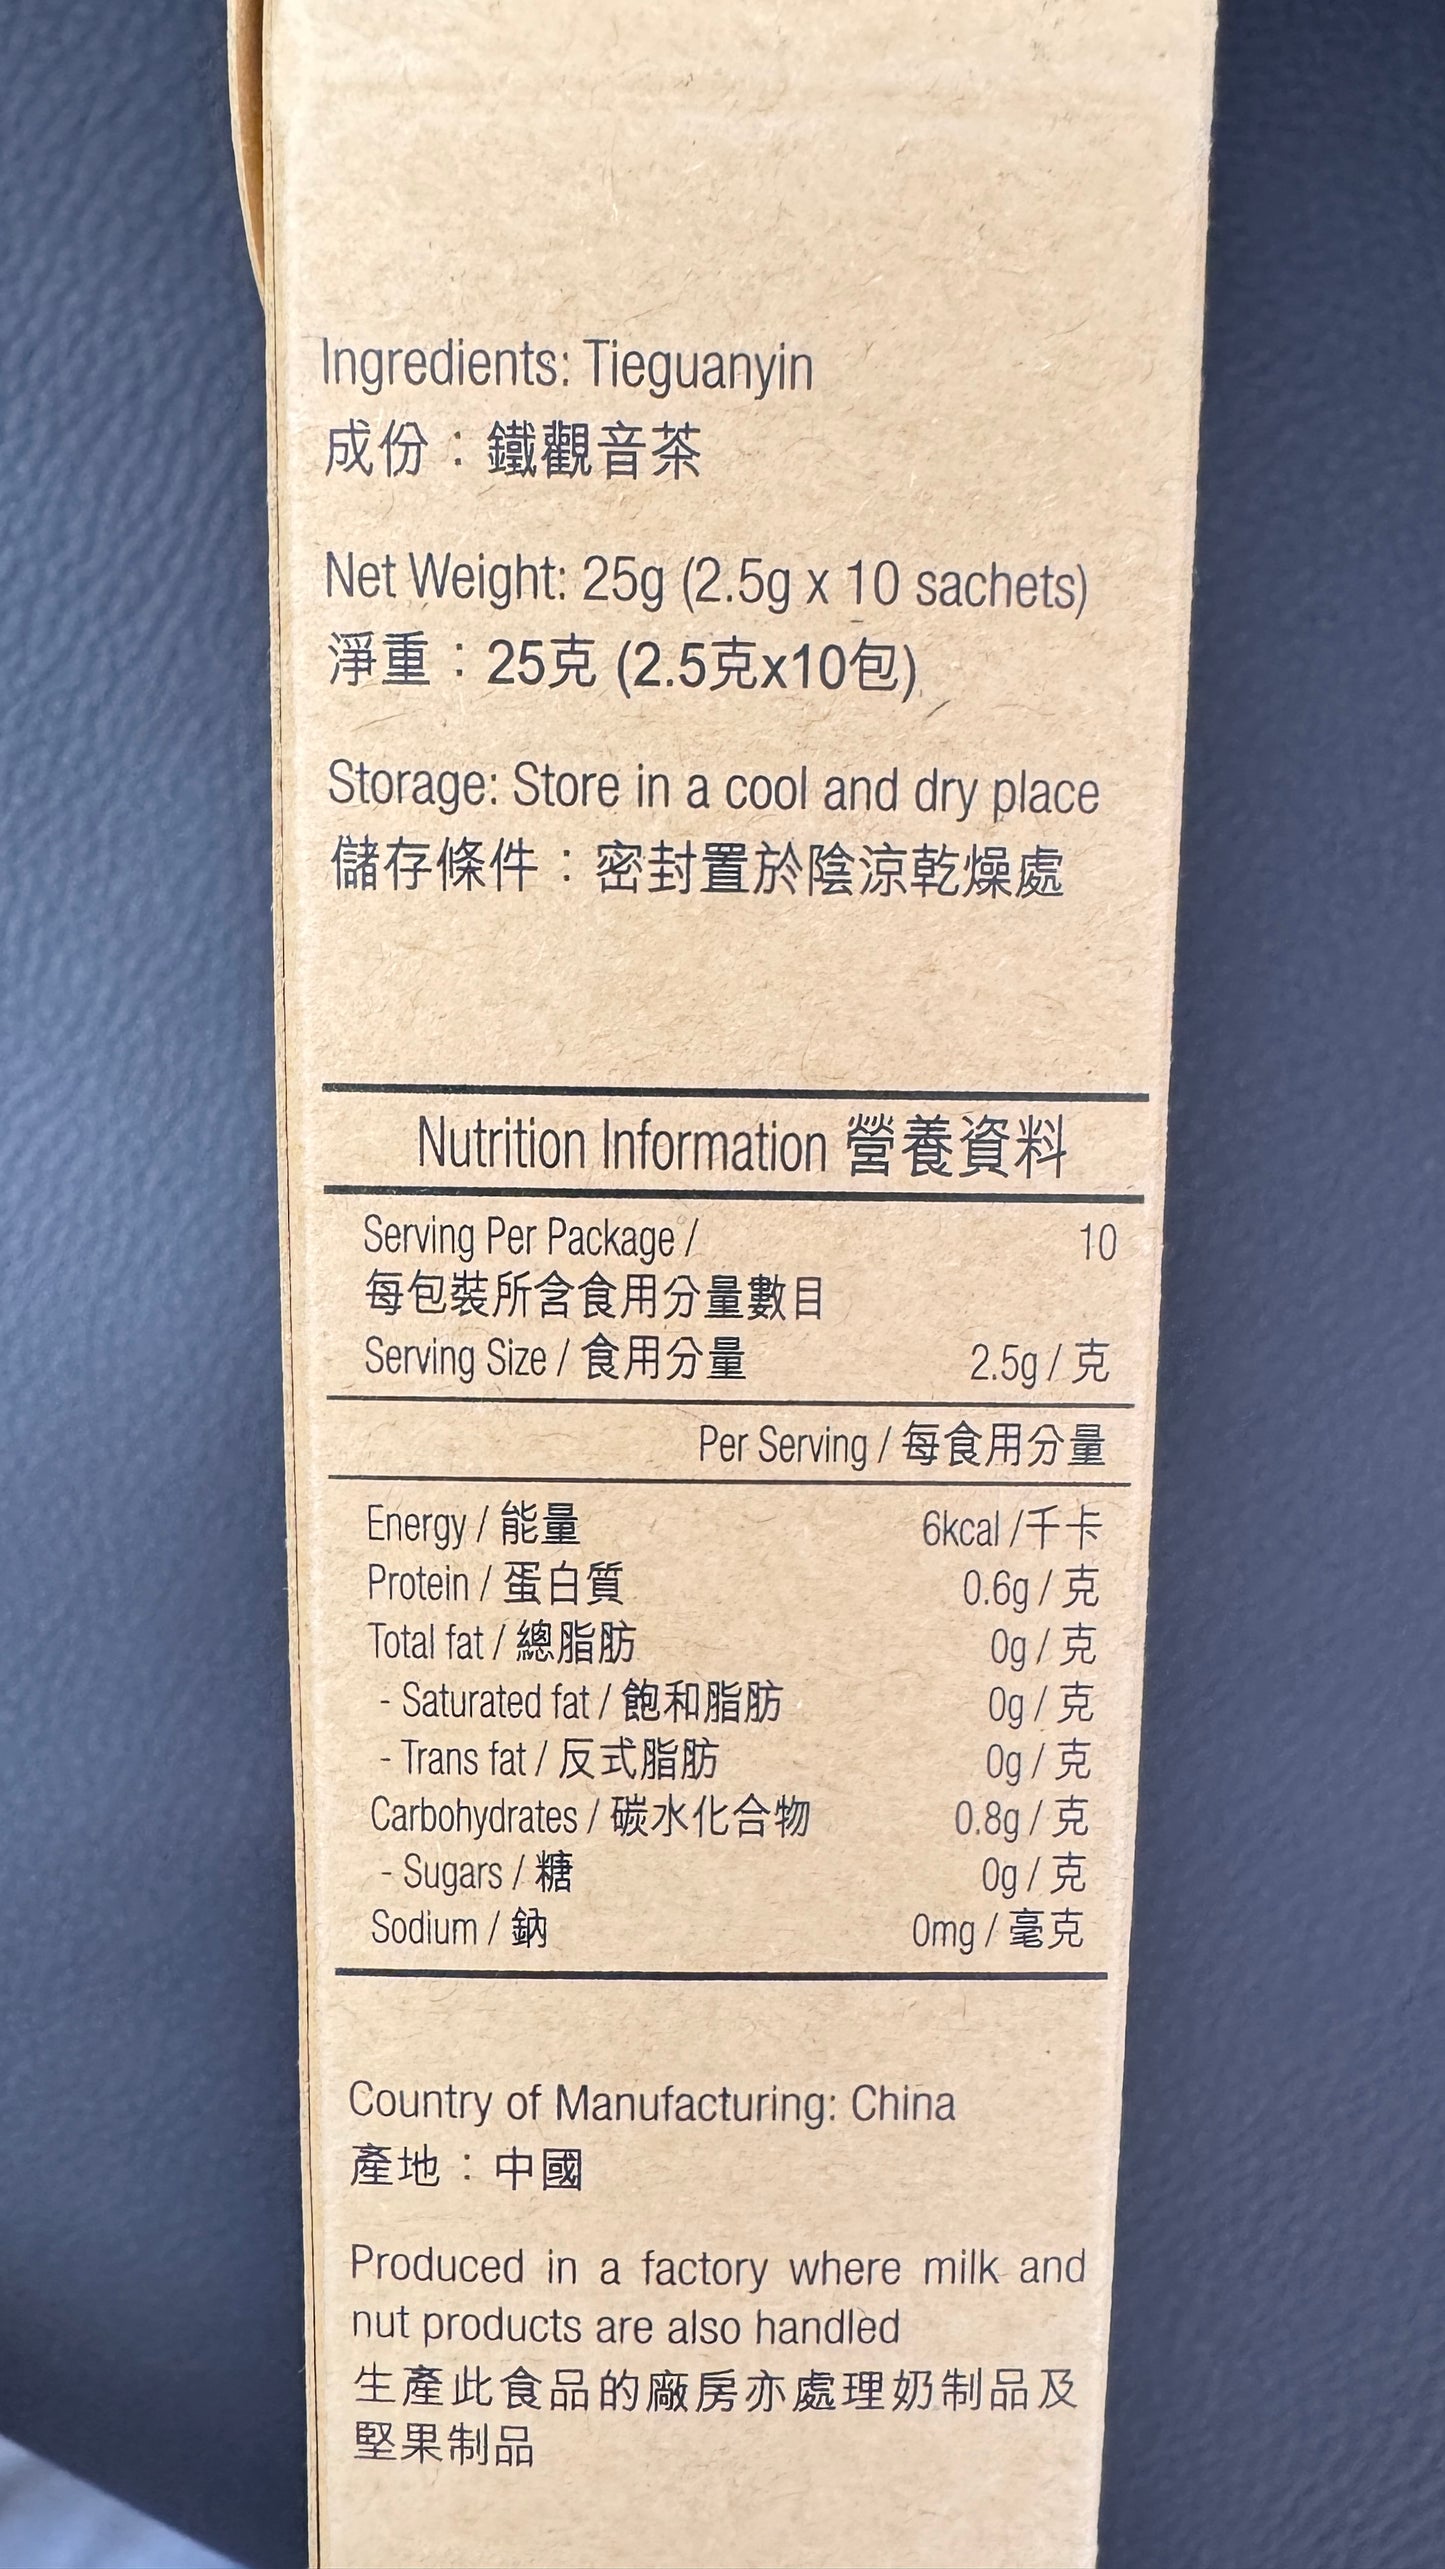 Ingredients: Tieguanyin
成份：鐵觀音茶
Net Weight: 25g (2.5g x 10 sachets)
淨重：25克 (2.5克x10包)
Storage: Store in a cool and dry place
儲存條件：密封置於陰涼乾燥處
Nutrition Information 營養資料
Serving Per Package / 10
每包裝所含食用分量數目
Serving Size / 食用分量 2.5g / 克
Per Serving / 每食用分量
Energy / 能量 6kcal /千卡
Protein / 蛋白質 0.6g / 克
Total fat / 總脂肪 0g / 克
- Saturated fat / 飽和脂肪 0g / 克
- Trans fat / 反式脂肪 0g / 克
Carbohydrates / 碳水化合物 0.8g / 克
- Sugars / 糖 0g / 克
Sodium / 鈉 0mg / 毫克
Country of Manufacturing: China
產地：中國
Produced in a factory where milk and
nut products are also handled
生產此食品的廠房亦處理奶制品及
堅果制品